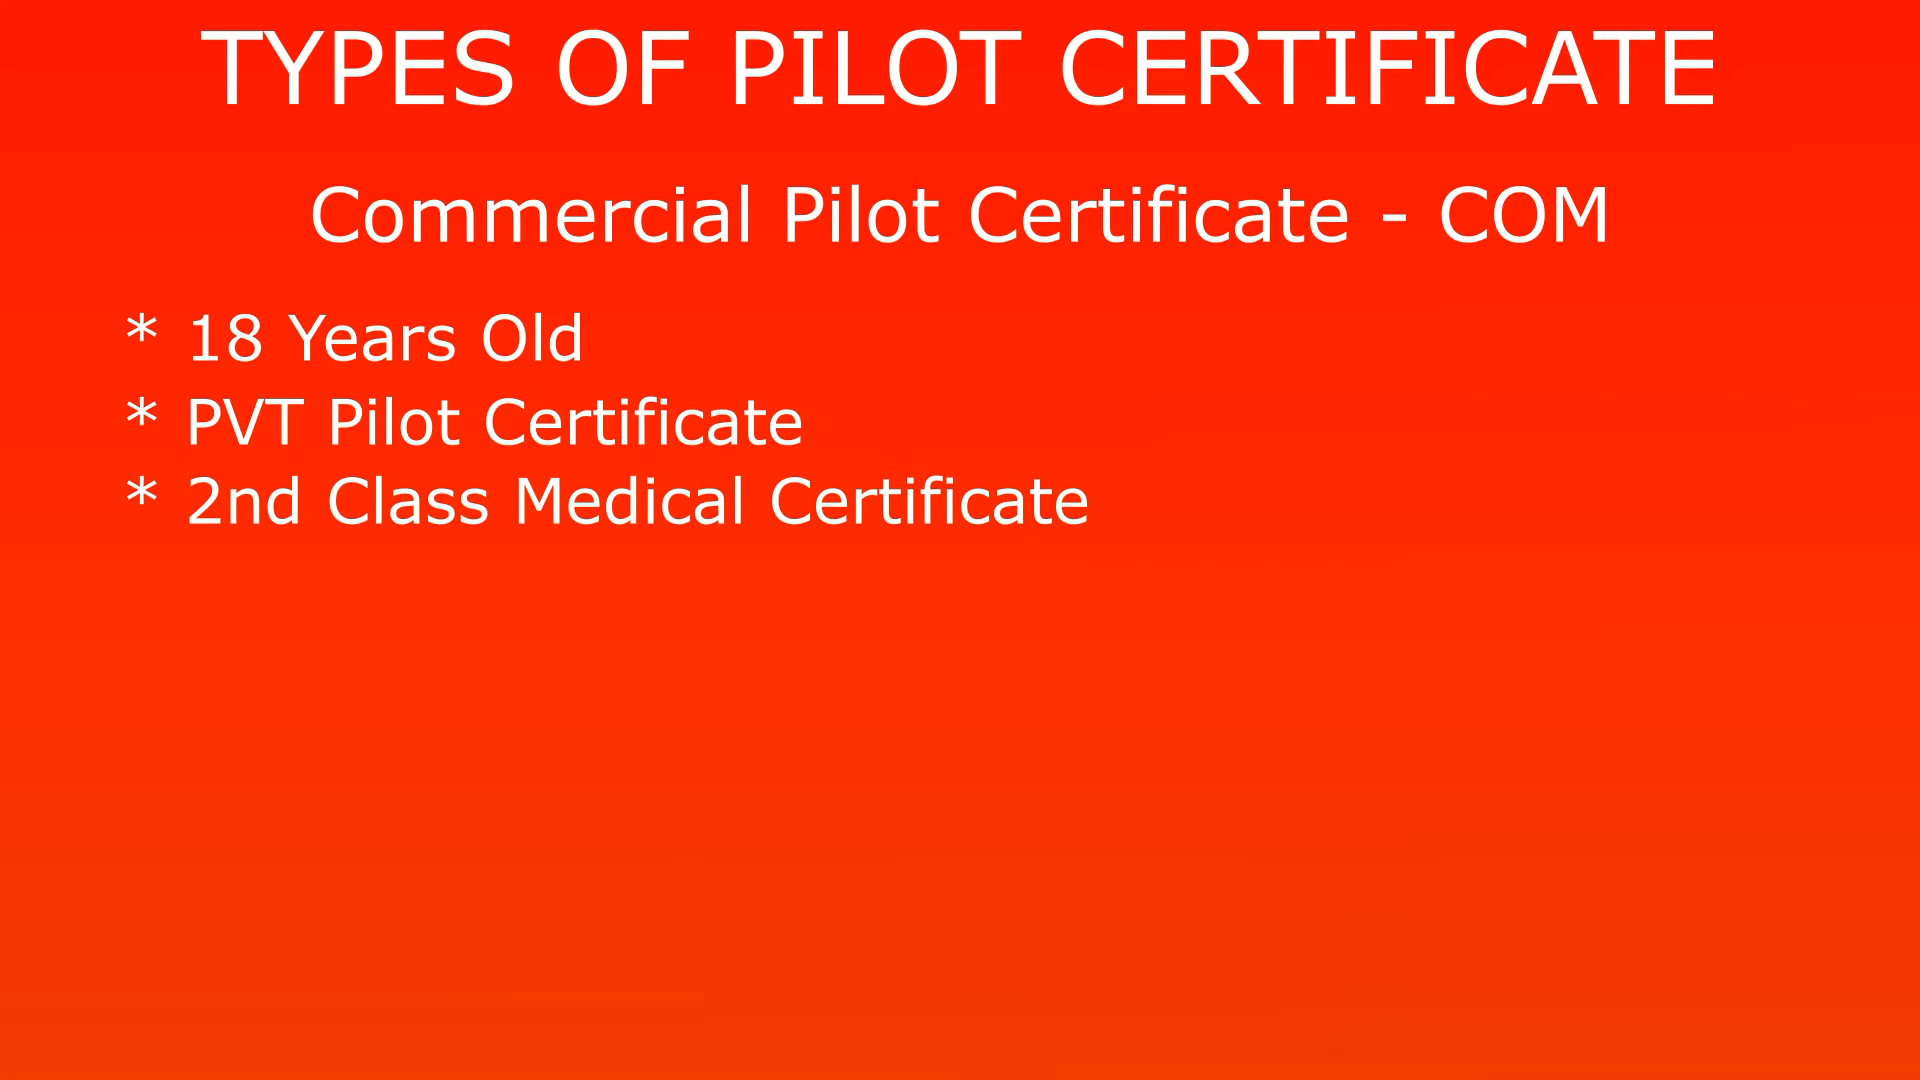 TYPES OF PILOT CERTIFICATE
Commercial Pilot Certificate - COM
* 18 Years Old
* PVT Pilot Certificate
* 2nd Class Medical Certificate